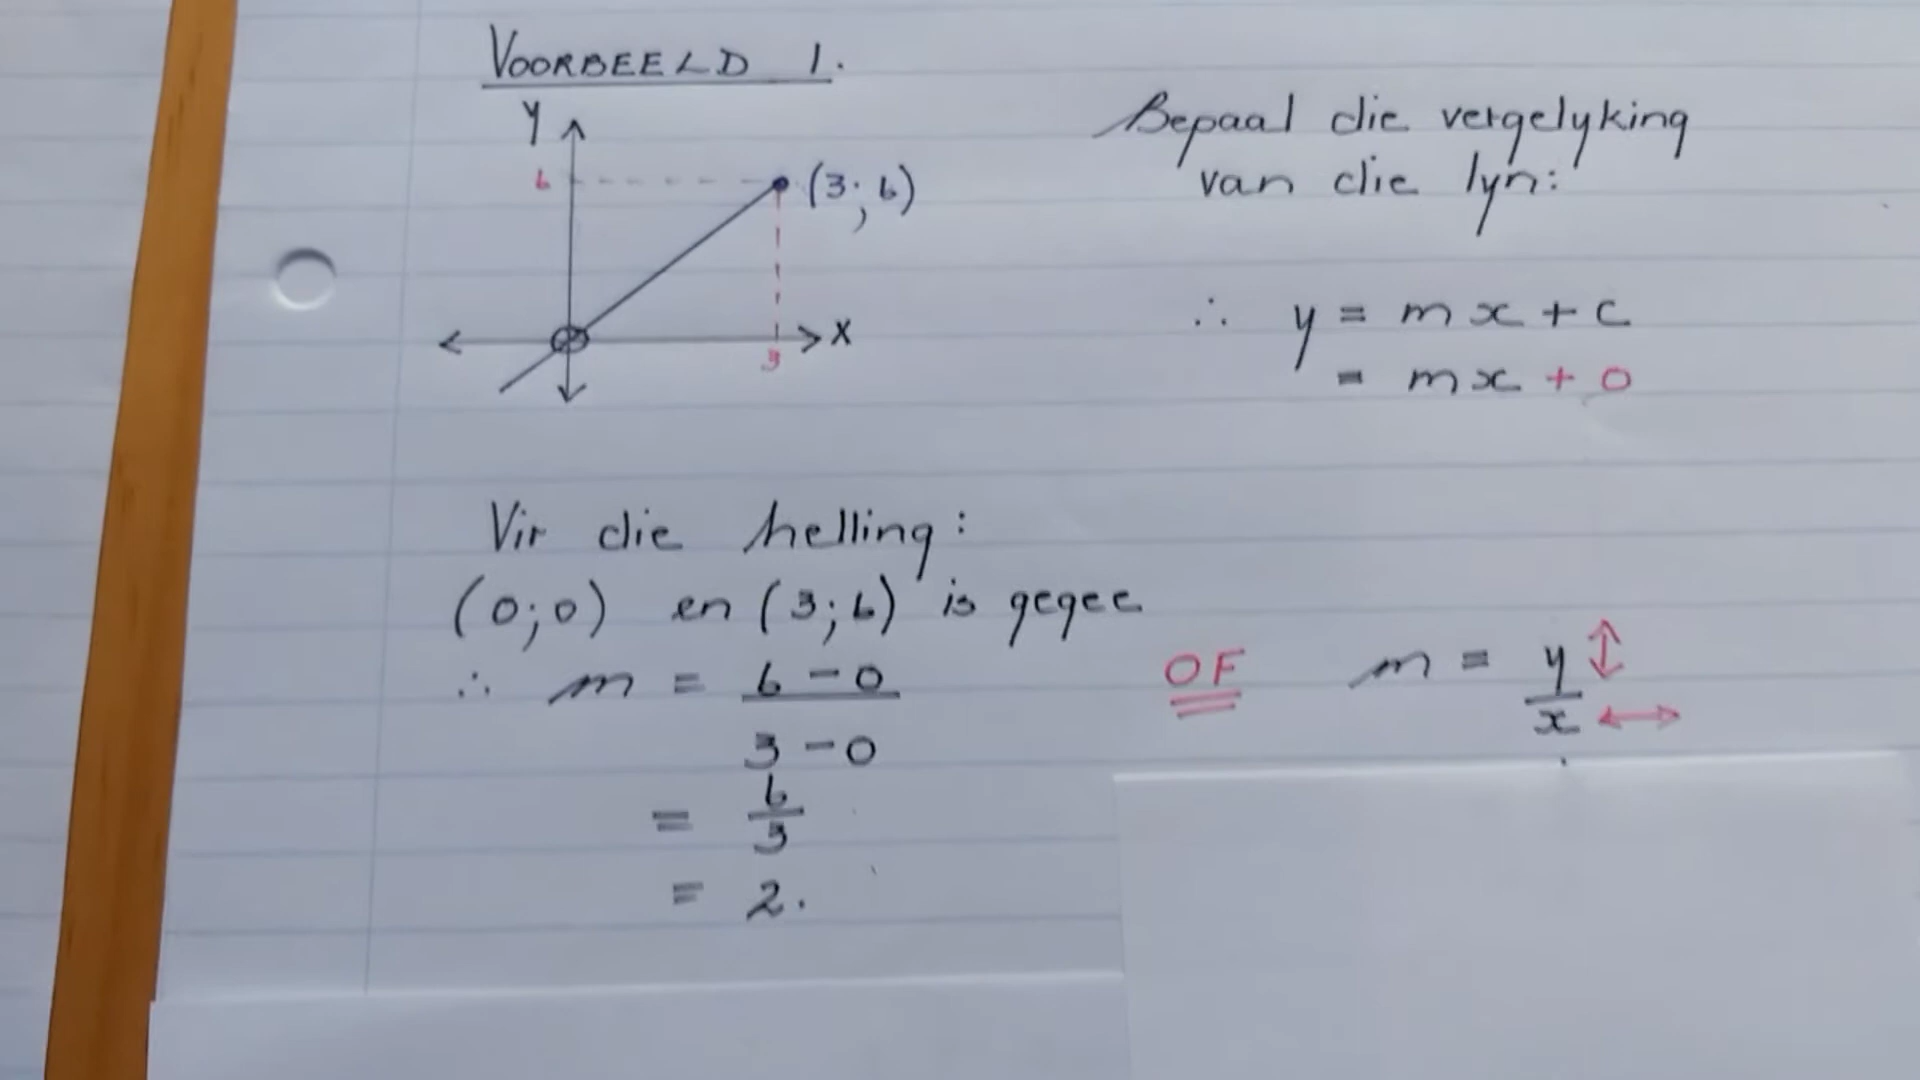 VOORBEELD 1.
Y
6
(3; 6)
X
3
Bepaal die vergelyking
van die lyn:
∴ y = mx + c
= mx + 0
Vir die helling:
(0;0) en (3;6) is gegee
∴ m = 6 - 0
3 - 0
= 6
3
= 2.
OF
m = y ↕
x ↔